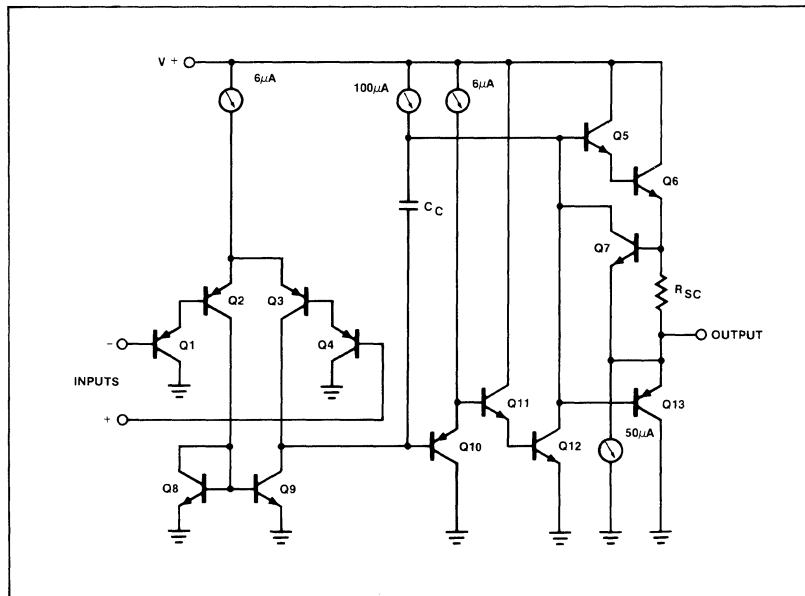 V +
6μA
100μA
6μA
Q5
Q6
C_C
Q7
R_SC
Q2
Q3
Q1
Q4
–
INPUTS
+
OUTPUT
Q11
Q10
Q12
Q13
50μA
Q8
Q9